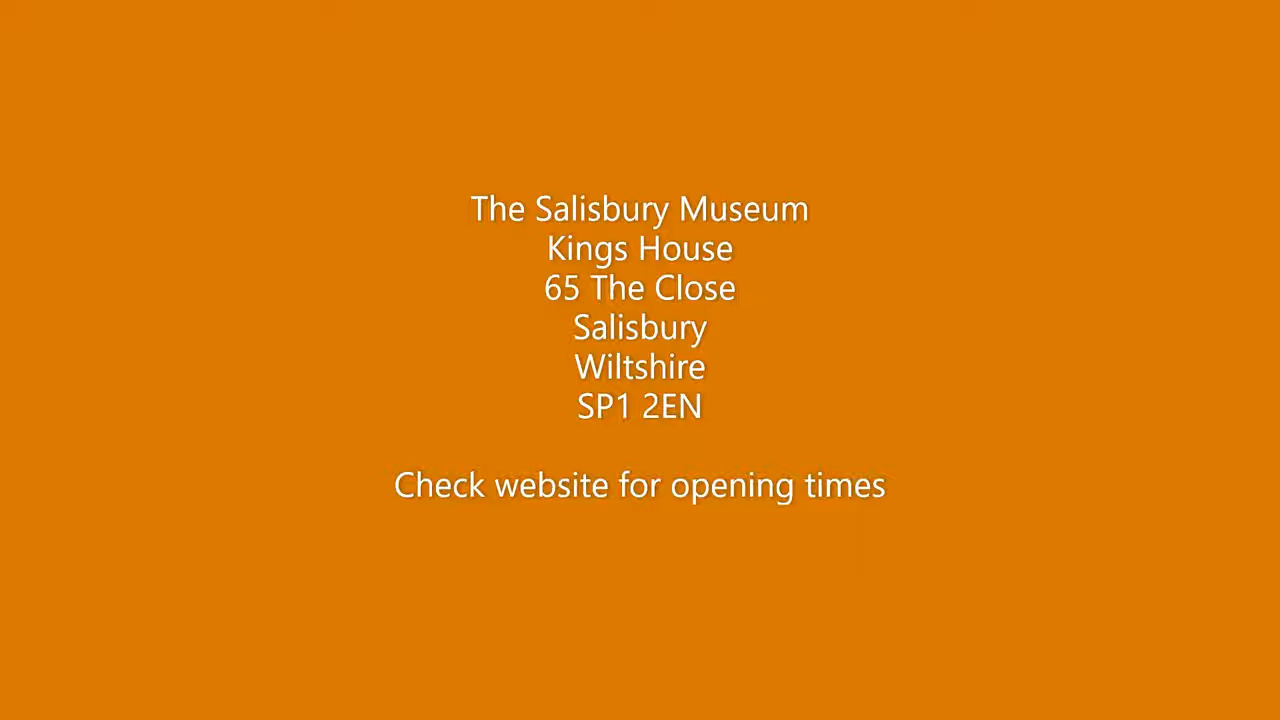 The Salisbury Museum
Kings House
65 The Close
Salisbury
Wiltshire
SP1 2EN
Check website for opening times